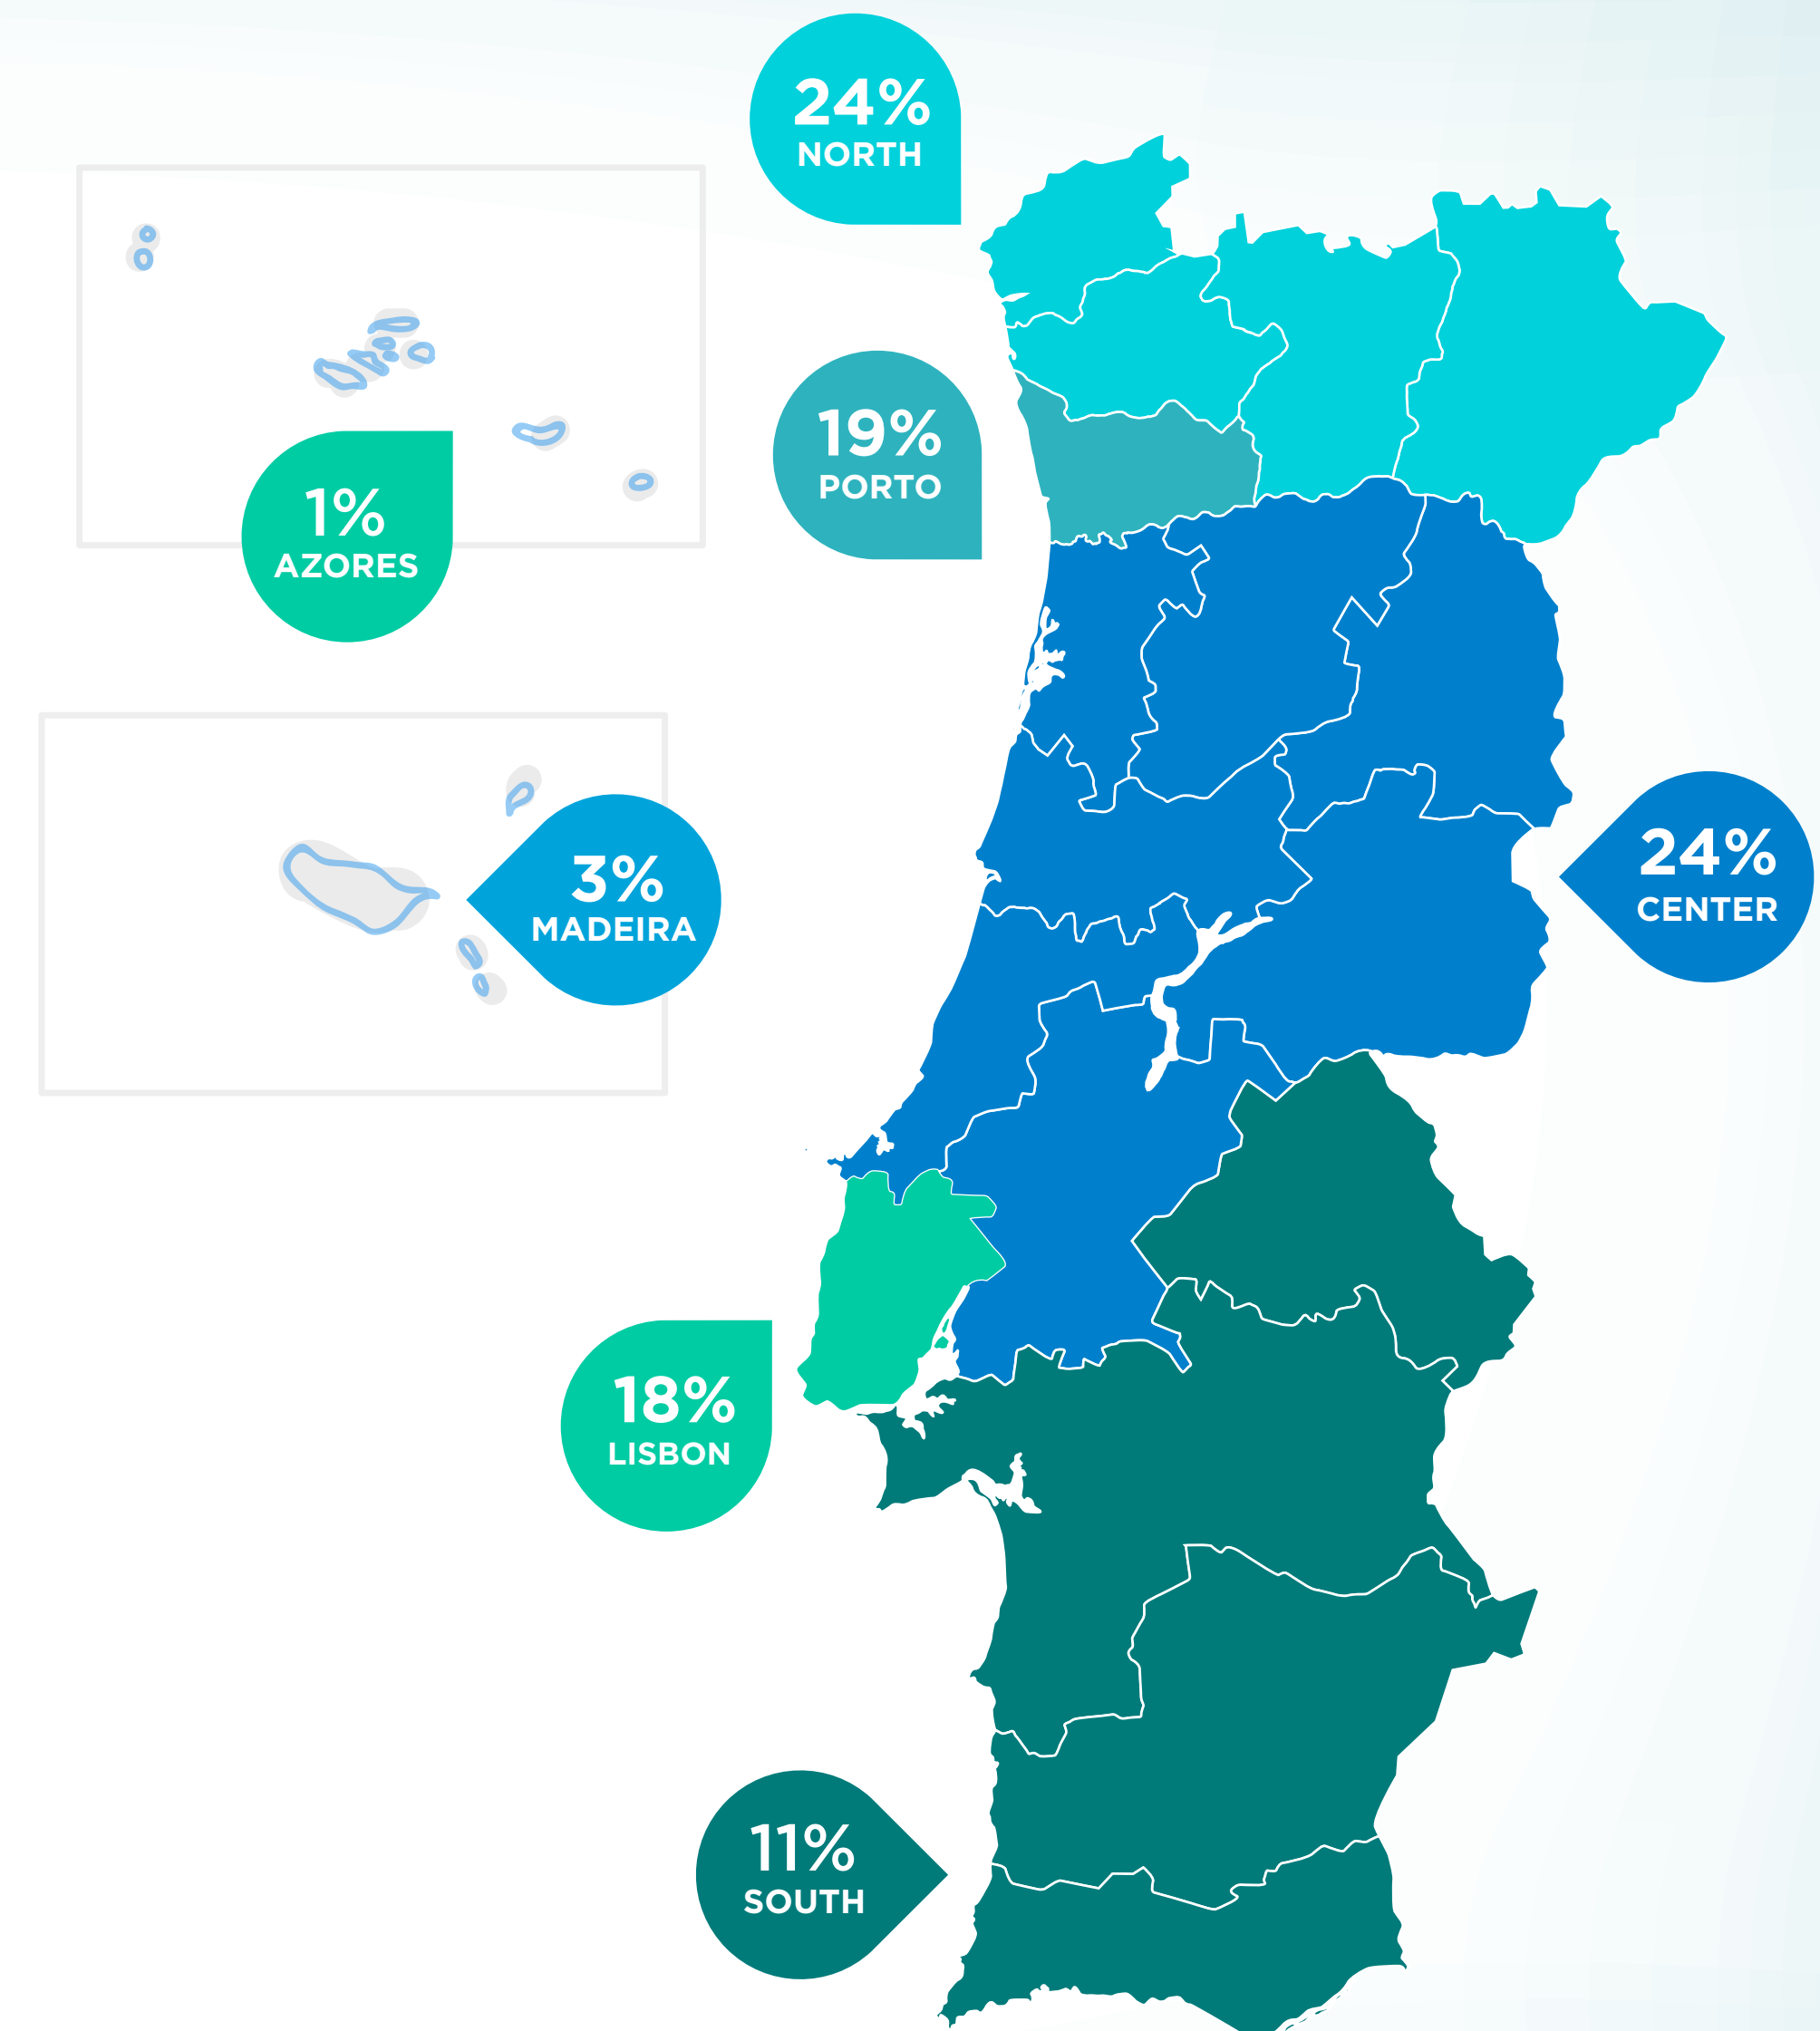 24%
NORTH
19%
PORTO
1%
AZORES
3%
MADEIRA
24%
CENTER
18%
LISBON
11%
SOUTH